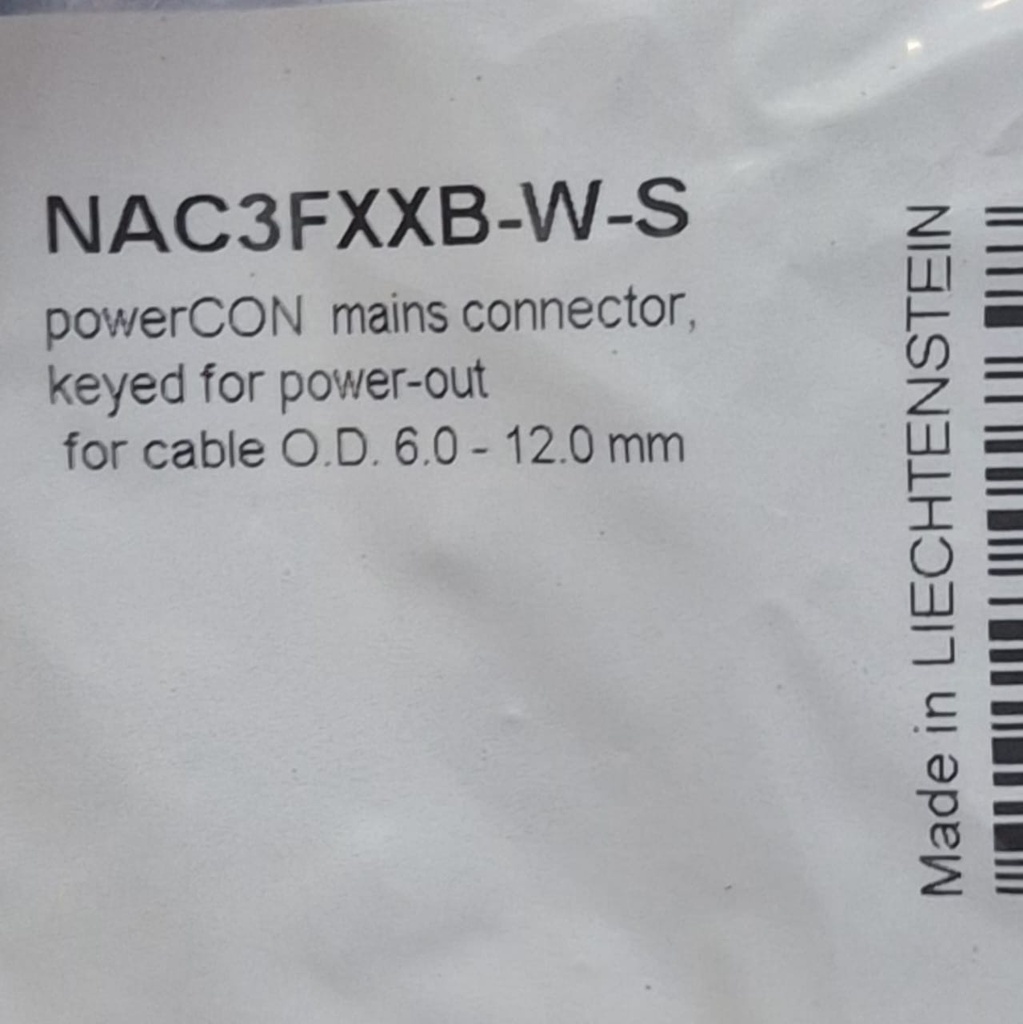 NAC3FXXB-W-S
powerCON mains connector,
keyed for power-out
for cable O.D. 6.0 - 12.0 mm
Made in LIECHTENSTEIN